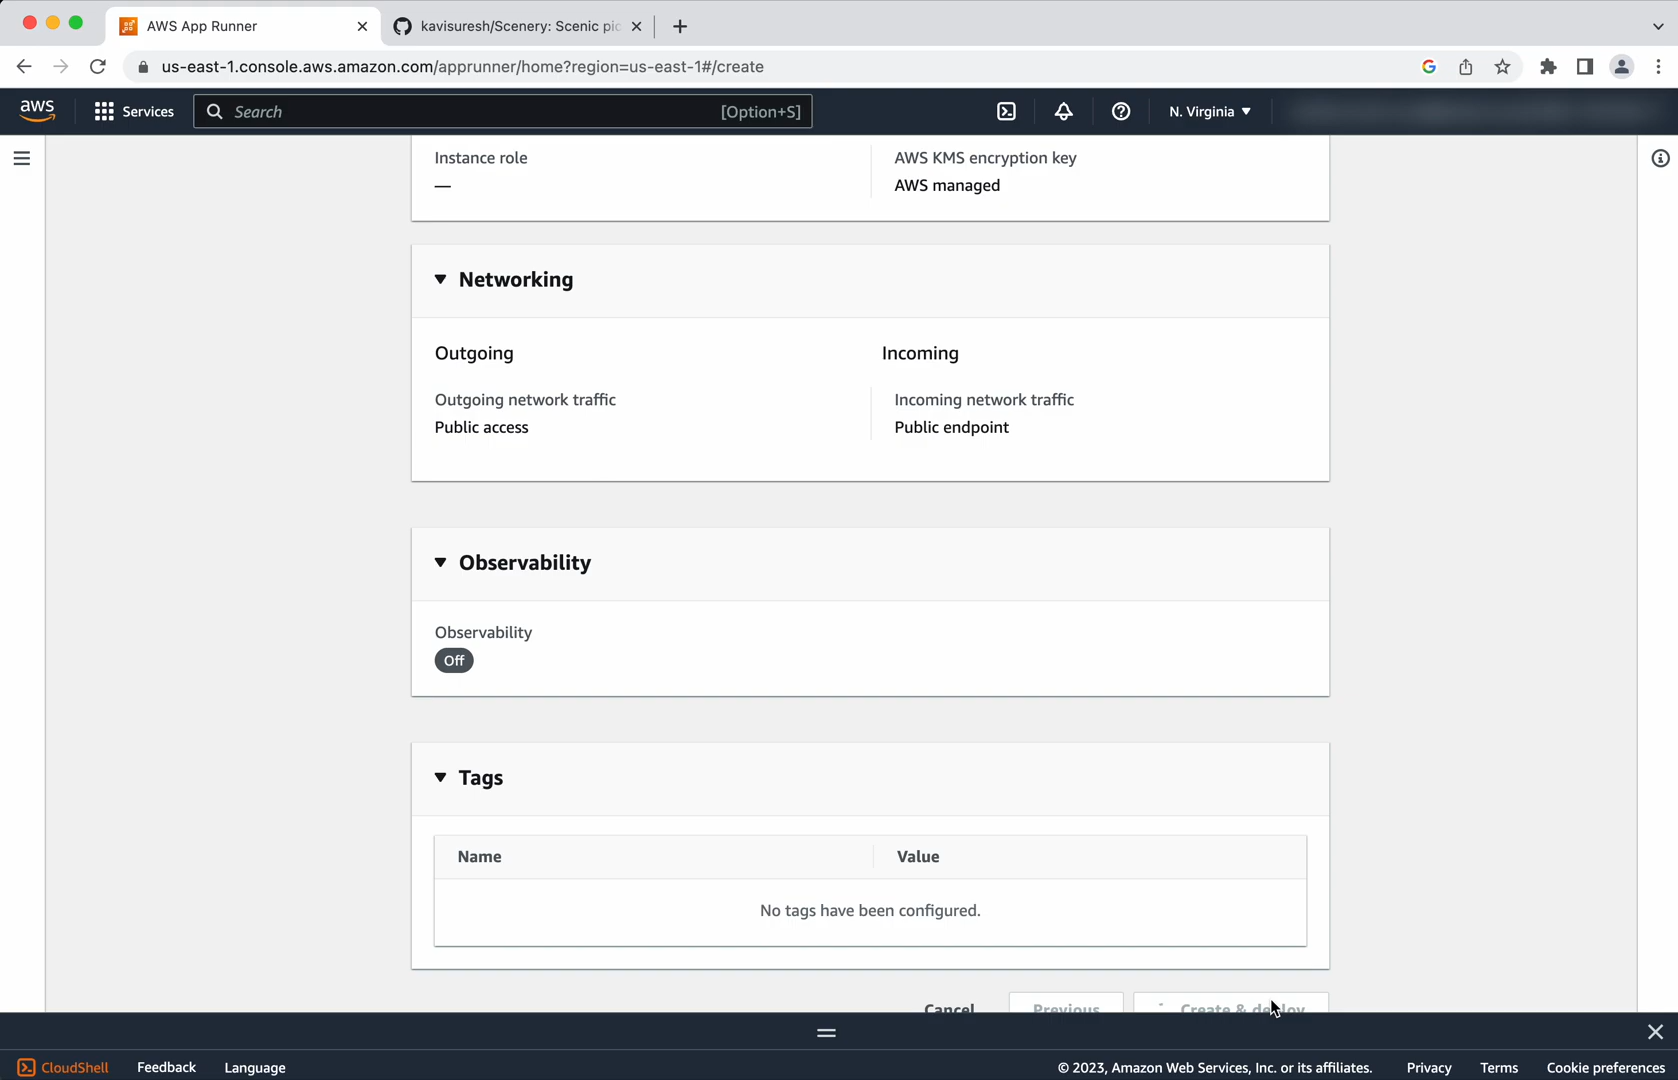 AWS App Runner
kavisuresh/Scenery: Scenic pic
us-east-1.console.aws.amazon.com/apprunner/home?region=us-east-1#/create
aws
Services
Search
[Option+S]
N. Virginia ▼
Instance role
—
AWS KMS encryption key
AWS managed
Networking
Outgoing
Incoming
Outgoing network traffic
Public access
Incoming network traffic
Public endpoint
Observability
Observability
Off
Tags
Name
Value
No tags have been configured.
Cancel
Previous
Create & deploy
CloudShell
Feedback
Language
© 2023, Amazon Web Services, Inc. or its affiliates.
Privacy
Terms
Cookie preferences